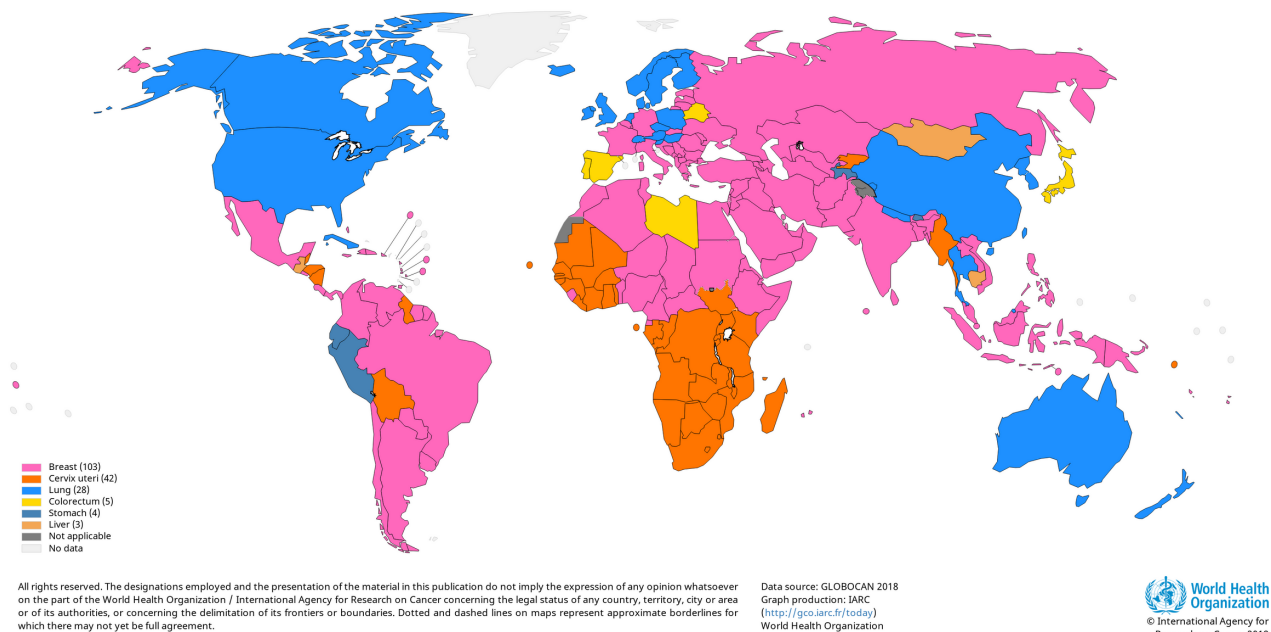 Breast (103)
Cervix uteri (42)
Lung (28)
Colorectum (5)
Stomach (4)
Liver (3)
Not applicable
No data
All rights reserved. The designations employed and the presentation of the material in this publication do not imply the expression of any opinion whatsoever
on the part of the World Health Organization / International Agency for Research on Cancer concerning the legal status of any country, territory, city or area
or of its authorities, or concerning the delimitation of its frontiers or boundaries. Dotted and dashed lines on maps represent approximate borderlines for
which there may not yet be full agreement.
Data source: GLOBOCAN 2018
Graph production: IARC
(http://gco.iarc.fr/today)
World Health Organization
World Health
Organization
© International Agency for